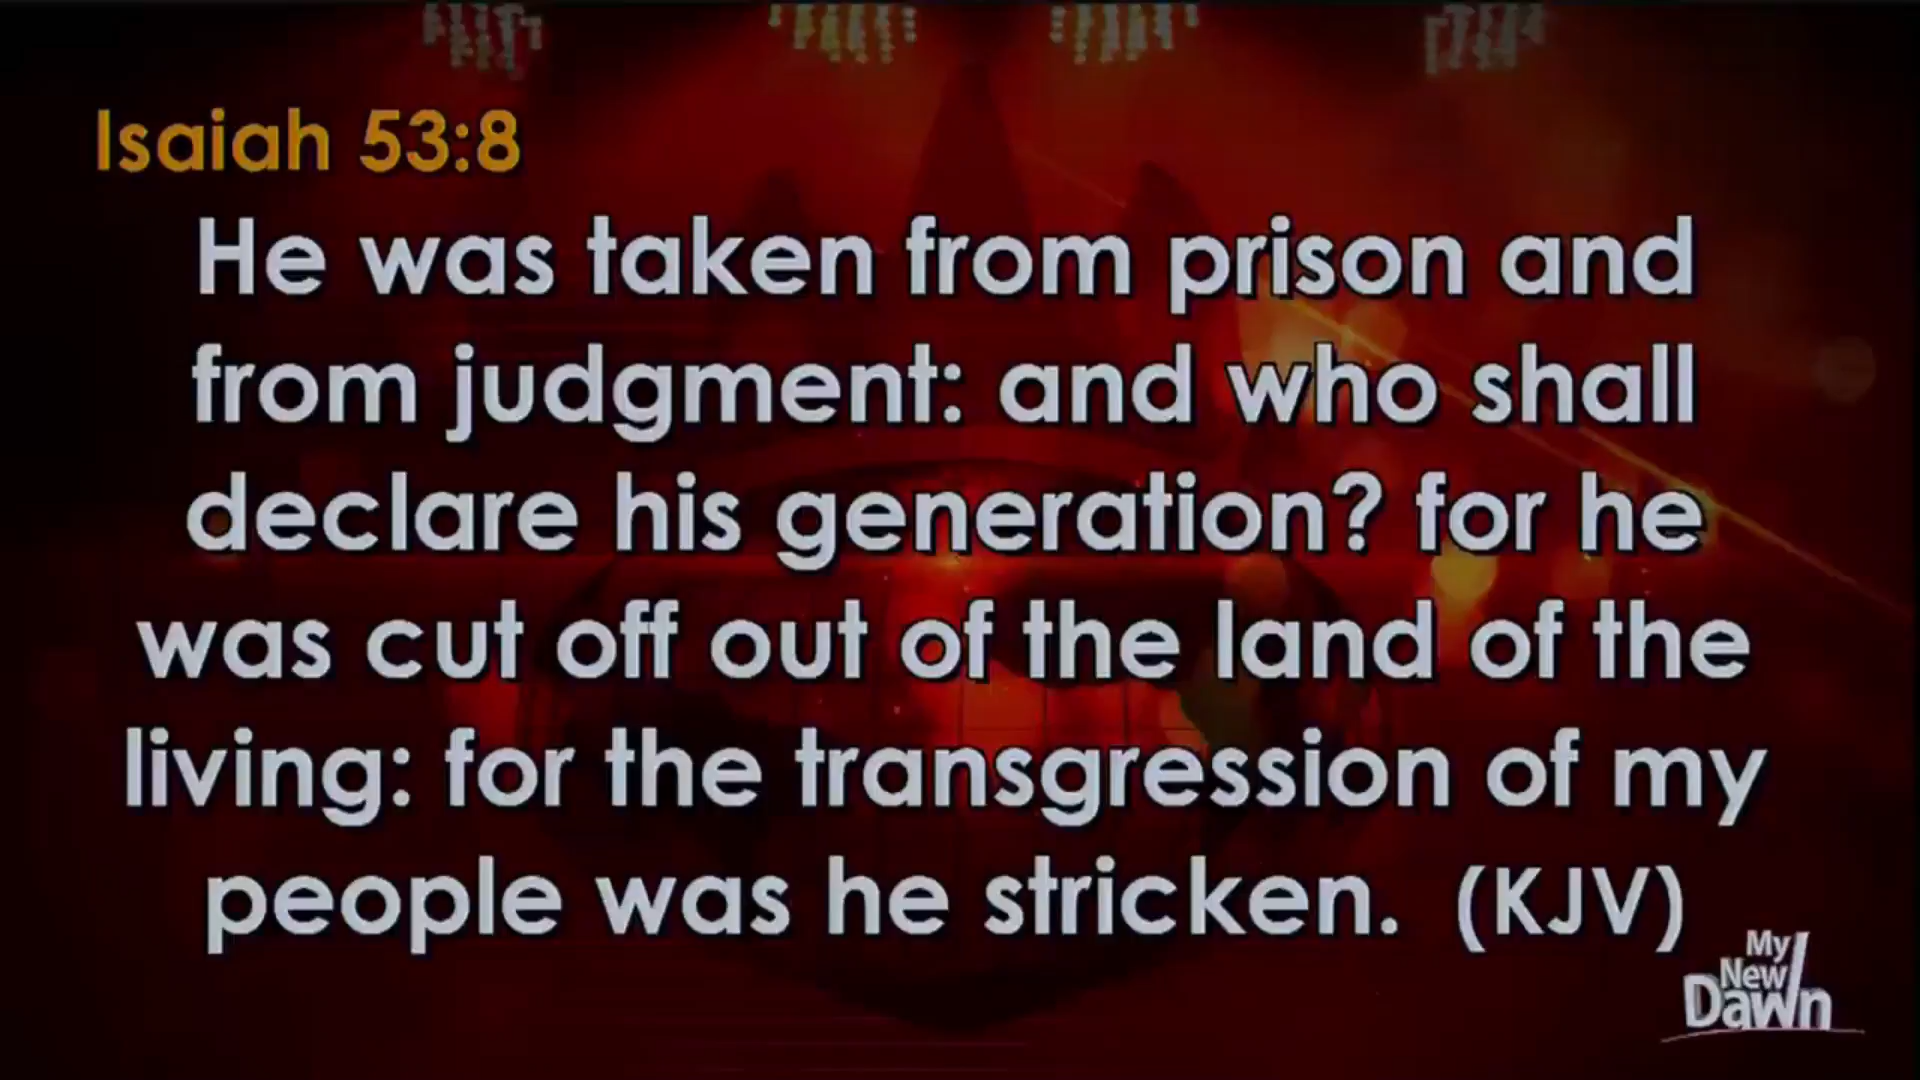 Isaiah 53:8
He was taken from prison and
from judgment: and who shall
declare his generation? for he
was cut off out of the land of the
living: for the transgression of my
people was he stricken. (KJV)
My
New
Dawn